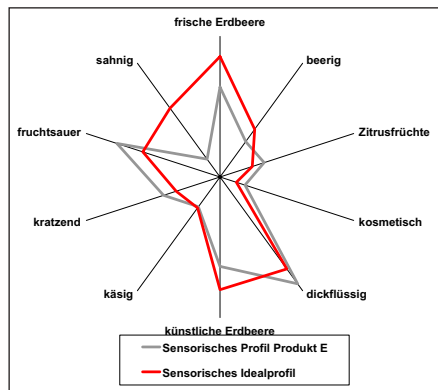 frische Erdbeere
sahnig
beerig
fruchtsauer
Zitrusfrüchte
kratzend
kosmetisch
käsig
dickflüssig
künstliche Erdbeere
Sensorisches Profil Produkt E
Sensorisches Idealprofil